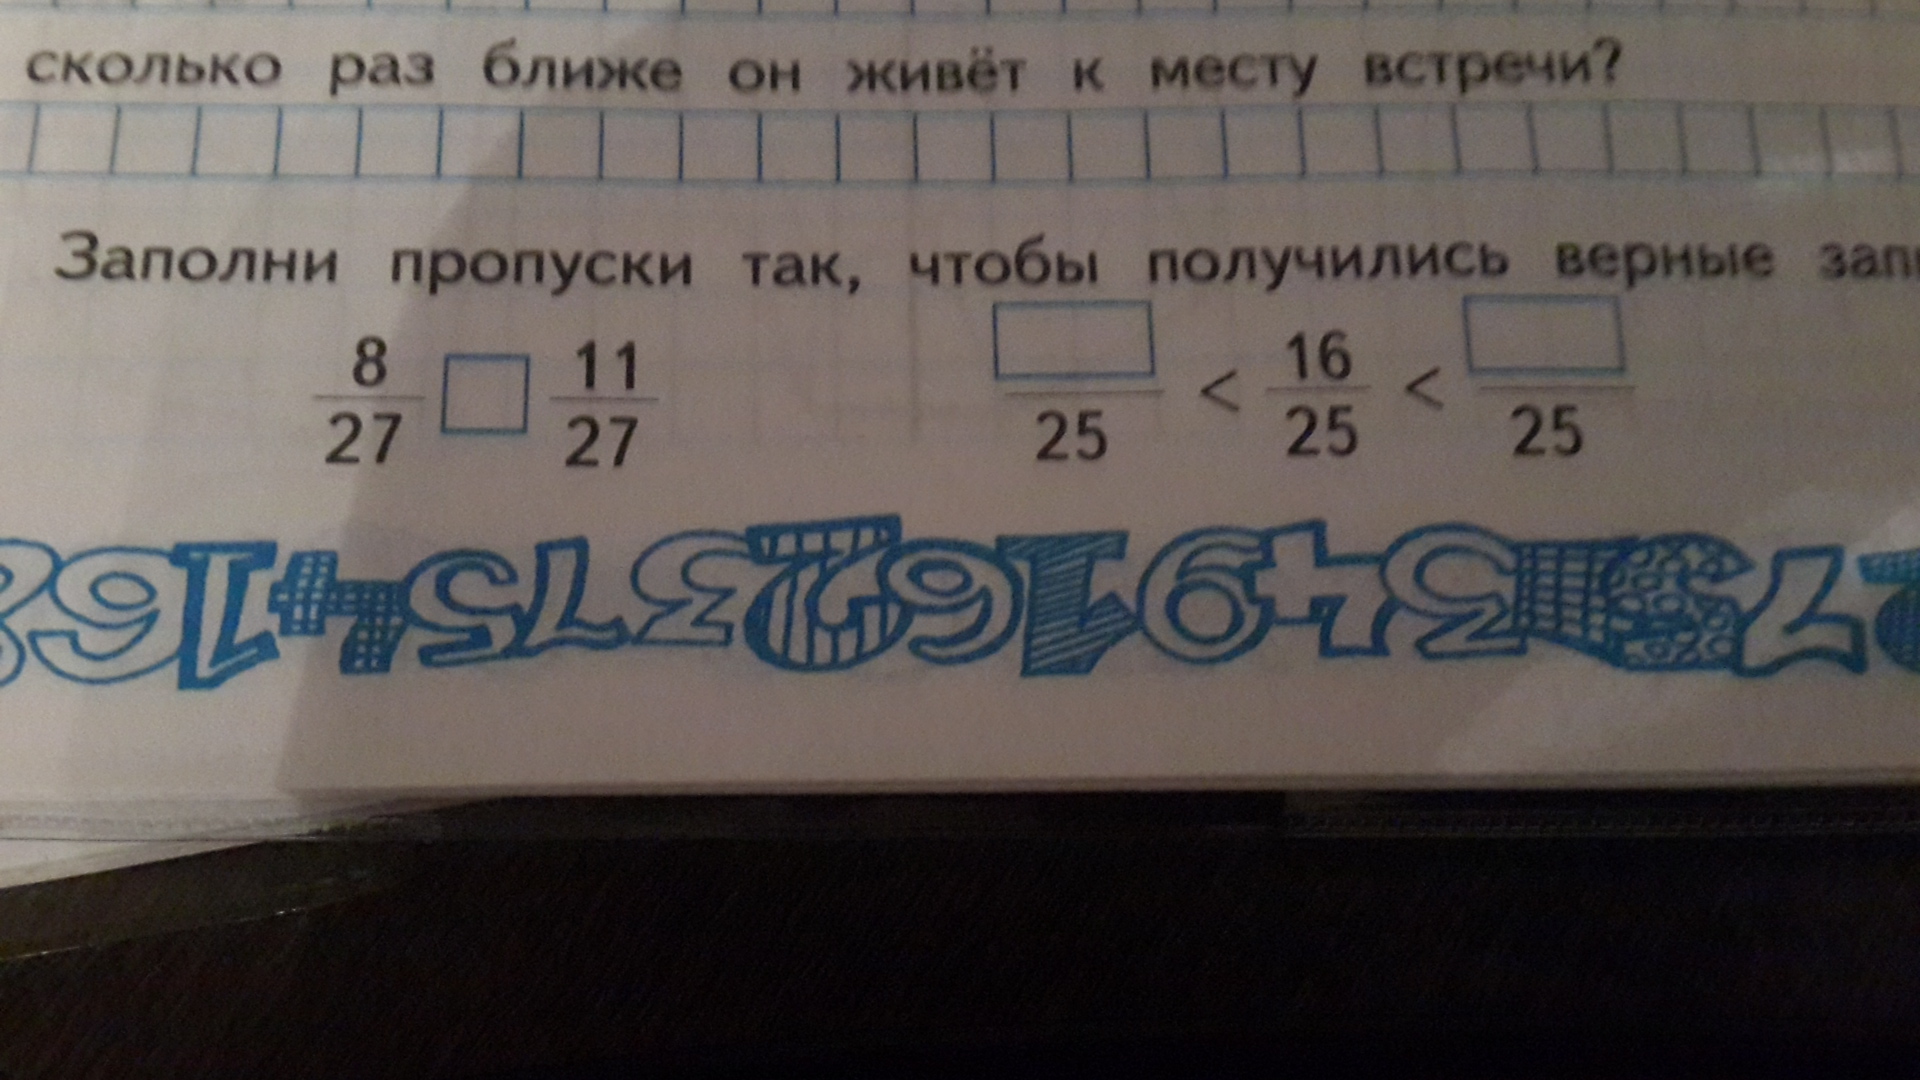 сколько раз ближе он живёт к месту встречи?
Заполни пропуски так, чтобы получились верные
8/27 □ 11/27 □/25 < 16/25 < □/25